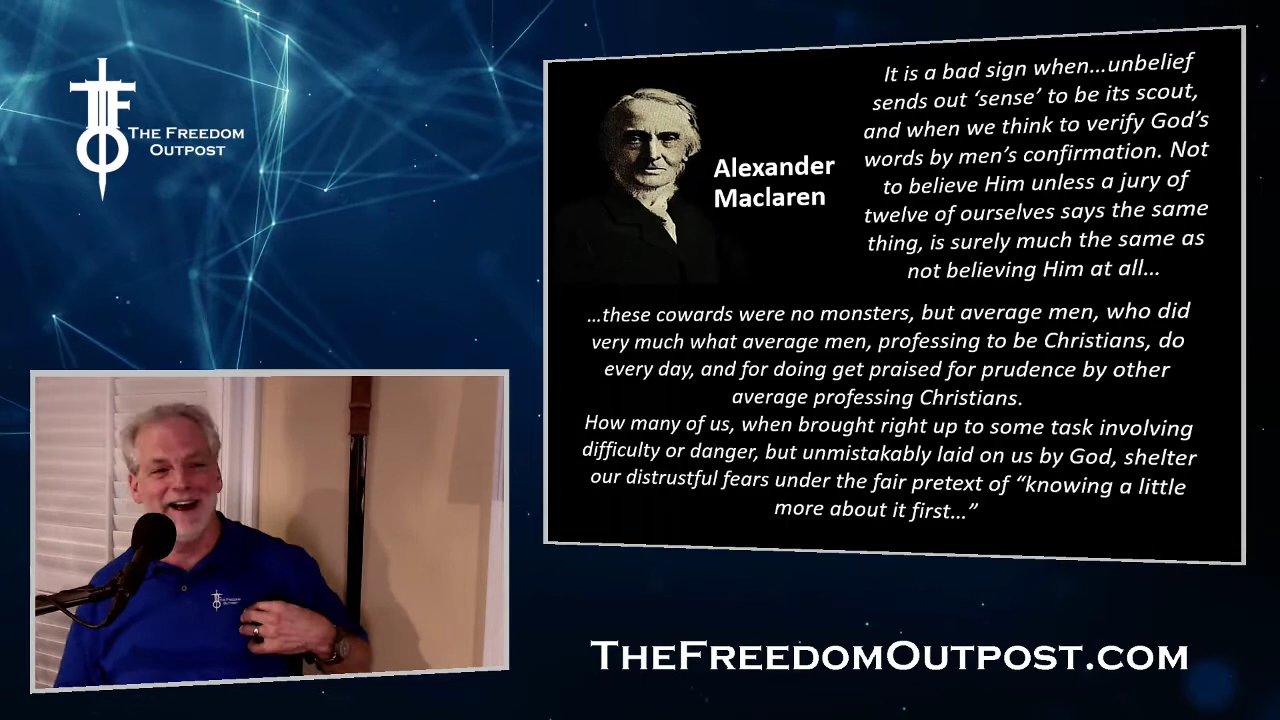 THE FREEDOM
OUTPOST
Alexander
Maclaren
It is a bad sign when…unbelief
sends out ‘sense’ to be its scout,
and when we think to verify God’s
words by men’s confirmation. Not
to believe Him unless a jury of
twelve of ourselves says the same
thing, is surely much the same as
not believing Him at all…
…these cowards were no monsters, but average men, who did
very much what average men, professing to be Christians, do
every day, and for doing get praised for prudence by other
average professing Christians.
How many of us, when brought right up to some task involving
difficulty or danger, but unmistakably laid on us by God, shelter
our distrustful fears under the fair pretext of “knowing a little
more about it first…”
THE FREEDOM
OUTPOST
THEFREEDOMOUTPOST.COM